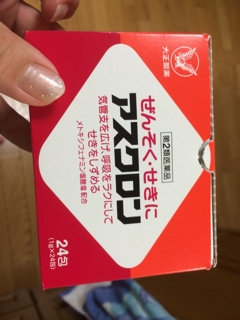 大正製薬
ぜんそく・せきに
第2類医薬品
アスクロン
気管支を広げ、呼吸をラクにして
せきをしずめる
メトキシフェナミン塩酸塩配合
24包
(1g×24包)